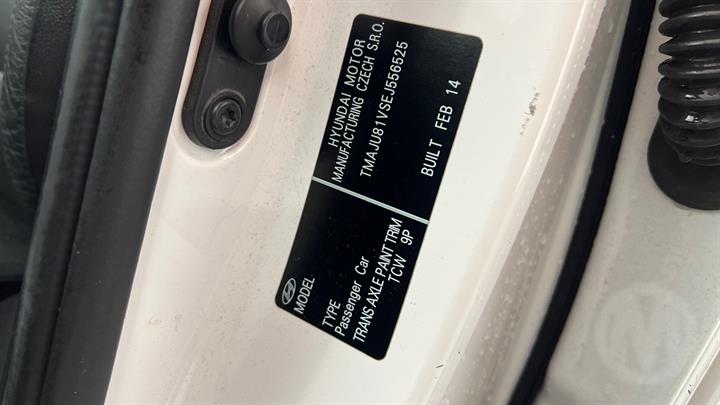 HYUNDAI MOTOR
MANUFACTURING CZECH S.R.O.
TMAJU81VSEJ556525
BUILT FEB 14
MODEL
TYPE
Passenger Car
TRANS AXLE PAINT TRIM
TCW 9P